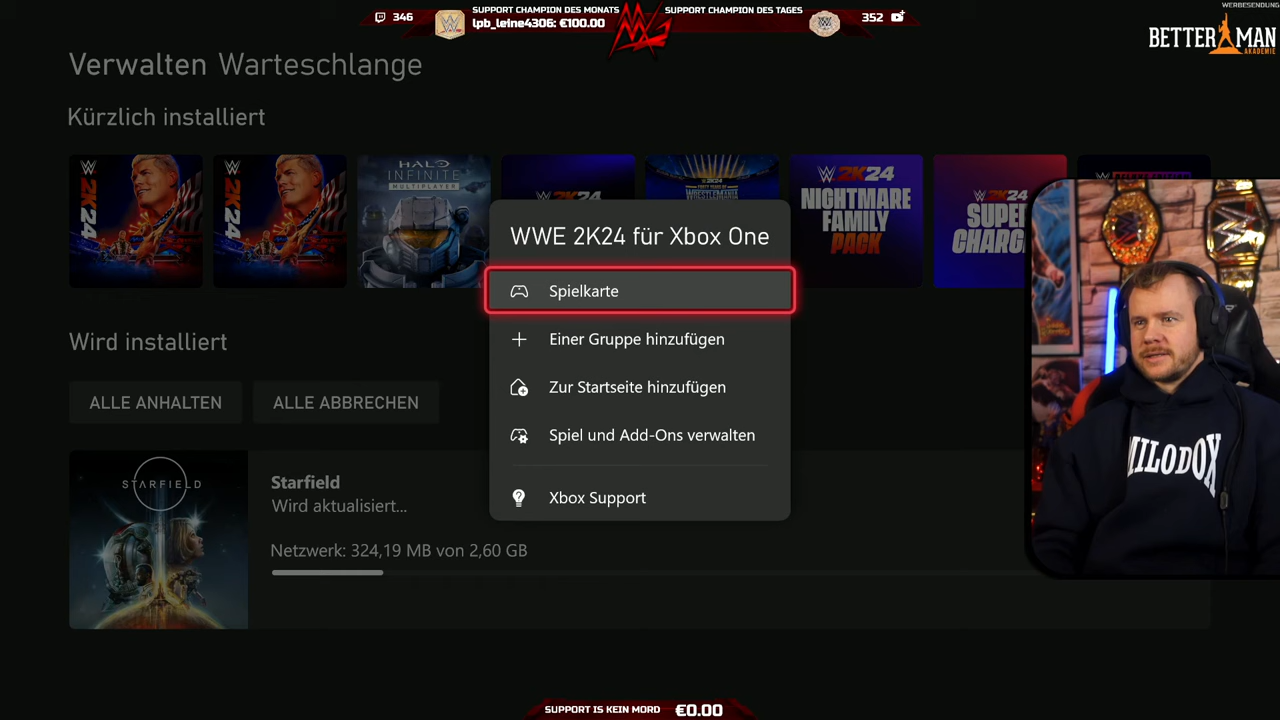 WERBESENDUNG
346
SUPPORT CHAMPION DES MONATS
lpb_leine4306: €100.00
SUPPORT CHAMPION DES TAGES
352
BETTER MAN
AKADEMIE
Verwalten Warteschlange
Kürzlich installiert
2K24
2K24
HALO
INFINITE
MULTIPLAYER
2K24
2K24
WRESTLEMANIA
2K24
NIGHTMARE
FAMILY
PACK
2K24
SUPER
CHARG
WWE 2K24 für Xbox One
Spielkarte
Einer Gruppe hinzufügen
Zur Startseite hinzufügen
Spiel und Add-Ons verwalten
Xbox Support
Wird installiert
ALLE ANHALTEN
ALLE ABBRECHEN
STARFIELD
Starfield
Wird aktualisiert...
Netzwerk: 324,19 MB von 2,60 GB
MILODOX
SUPPORT IS KEIN MORD
€0.00